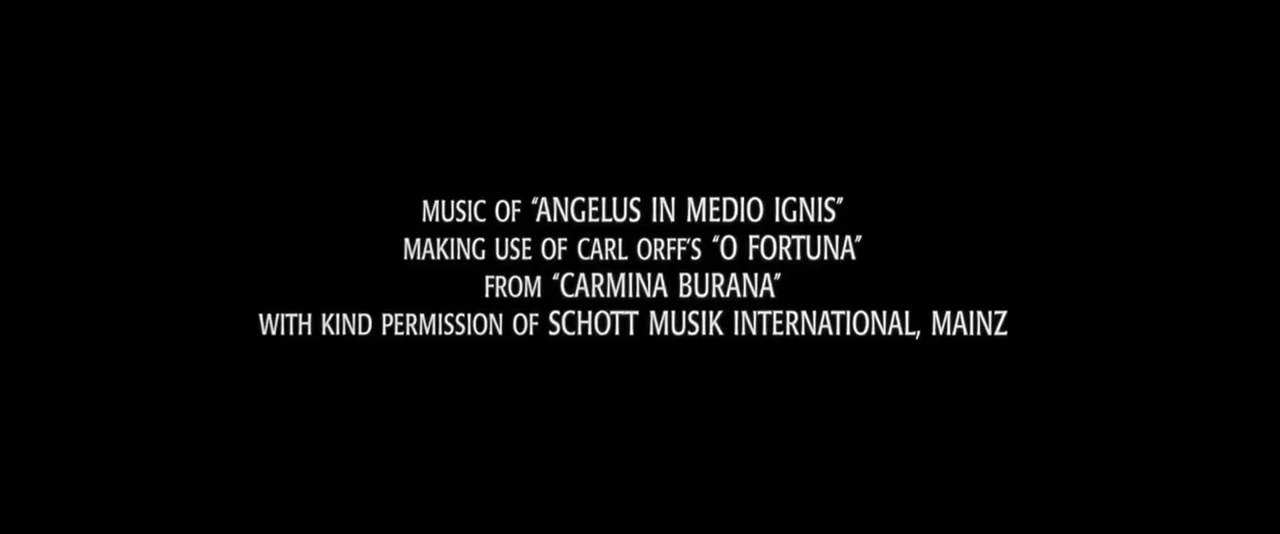 MUSIC OF “ANGELUS IN MEDIO IGNIS”
MAKING USE OF CARL ORFF'S “O FORTUNA”
FROM “CARMINA BURANA”
WITH KIND PERMISSION OF SCHOTT MUSIK INTERNATIONAL, MAINZ